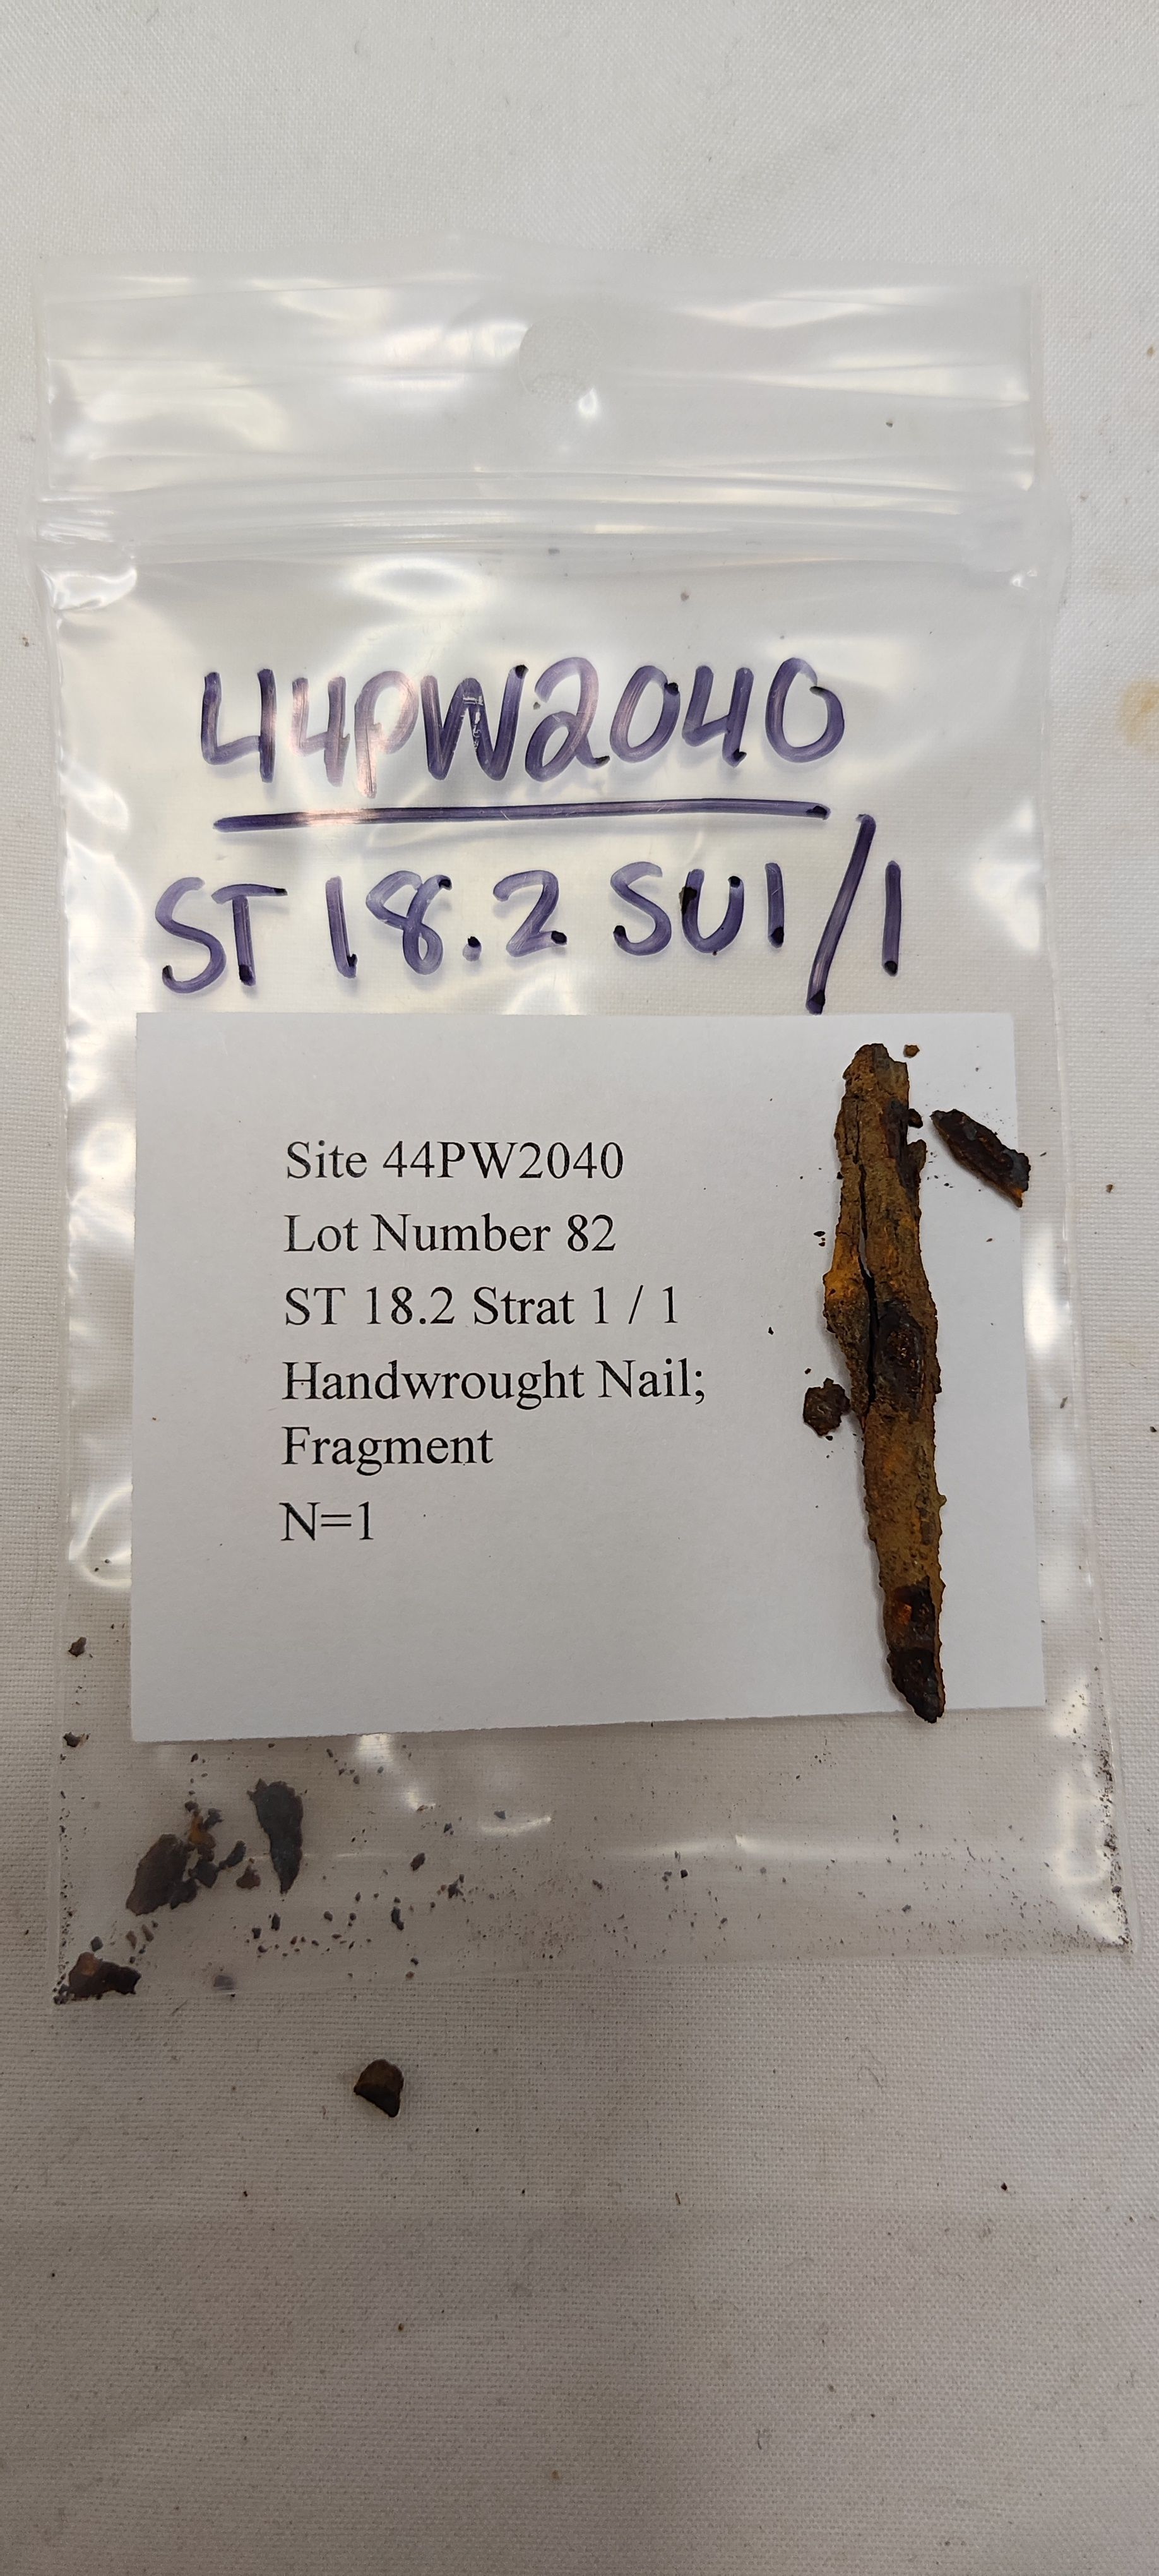 44PW2040
ST 18.2 SU1/1
Site 44PW2040
Lot Number 82
ST 18.2 Strat 1 / 1
Handwrought Nail;
Fragment
N=1